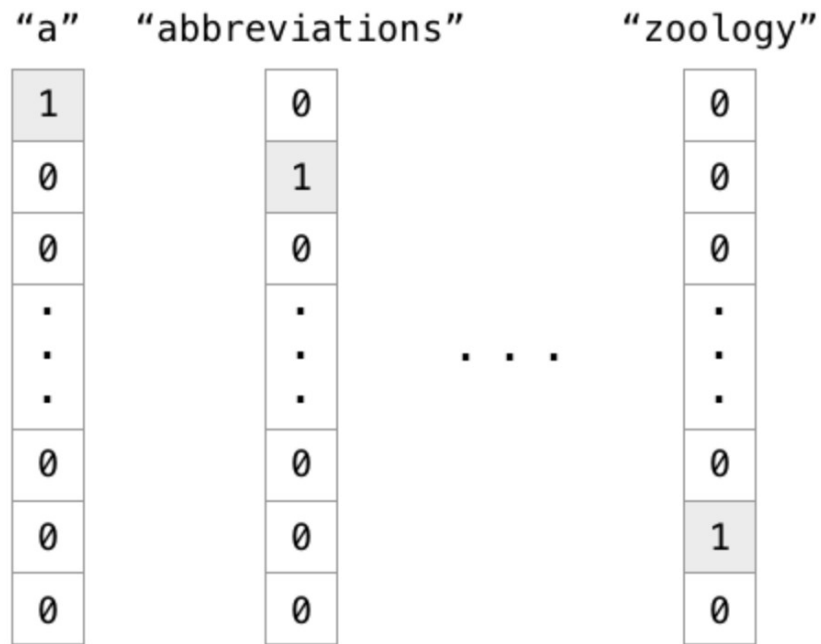 “a” “abbreviations” “zoology”
1 0 0
0 1 0
0 0 0
. . .
. . . . . .
. . .
0 0 0
0 0 1
0 0 0